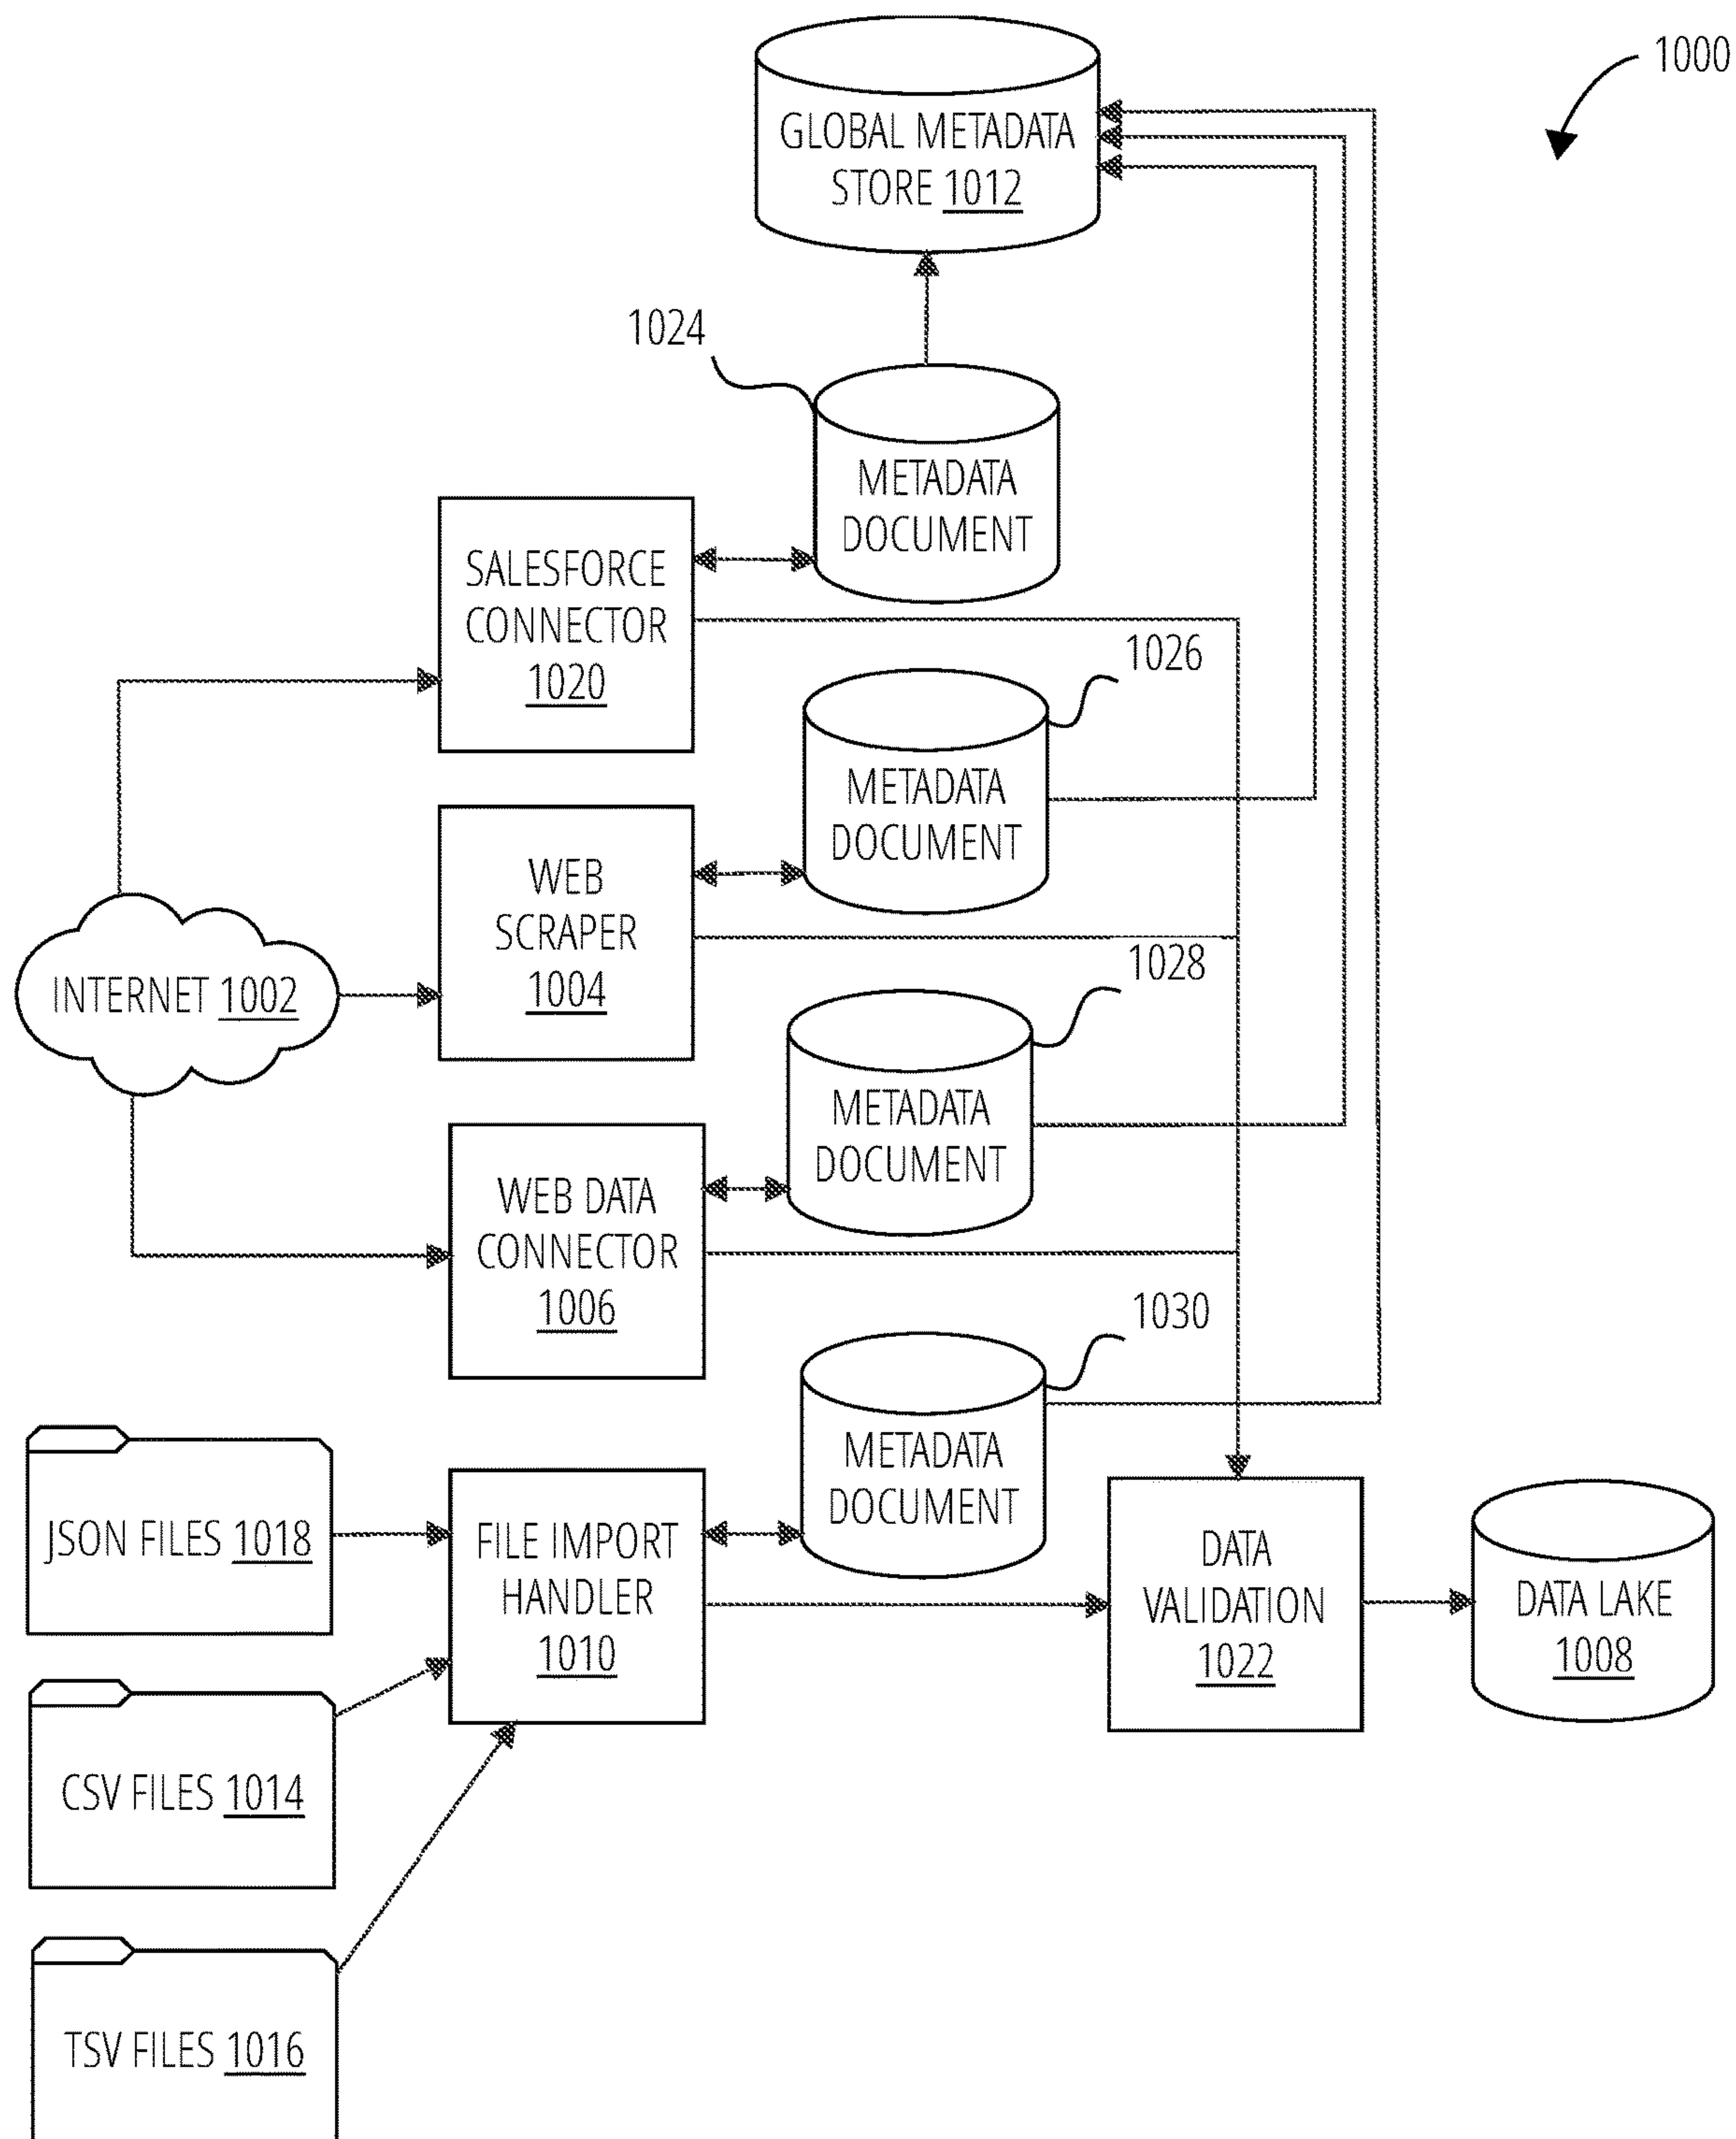 1000
GLOBAL METADATA
STORE 1012
1024
METADATA
DOCUMENT
SALESFORCE
CONNECTOR
1020
1026
METADATA
DOCUMENT
WEB
SCRAPER
1004
INTERNET 1002
1028
METADATA
DOCUMENT
WEB DATA
CONNECTOR
1006
1030
METADATA
DOCUMENT
JSON FILES 1018
FILE IMPORT
HANDLER
1010
DATA
VALIDATION
1022
DATA LAKE
1008
CSV FILES 1014
TSV FILES 1016